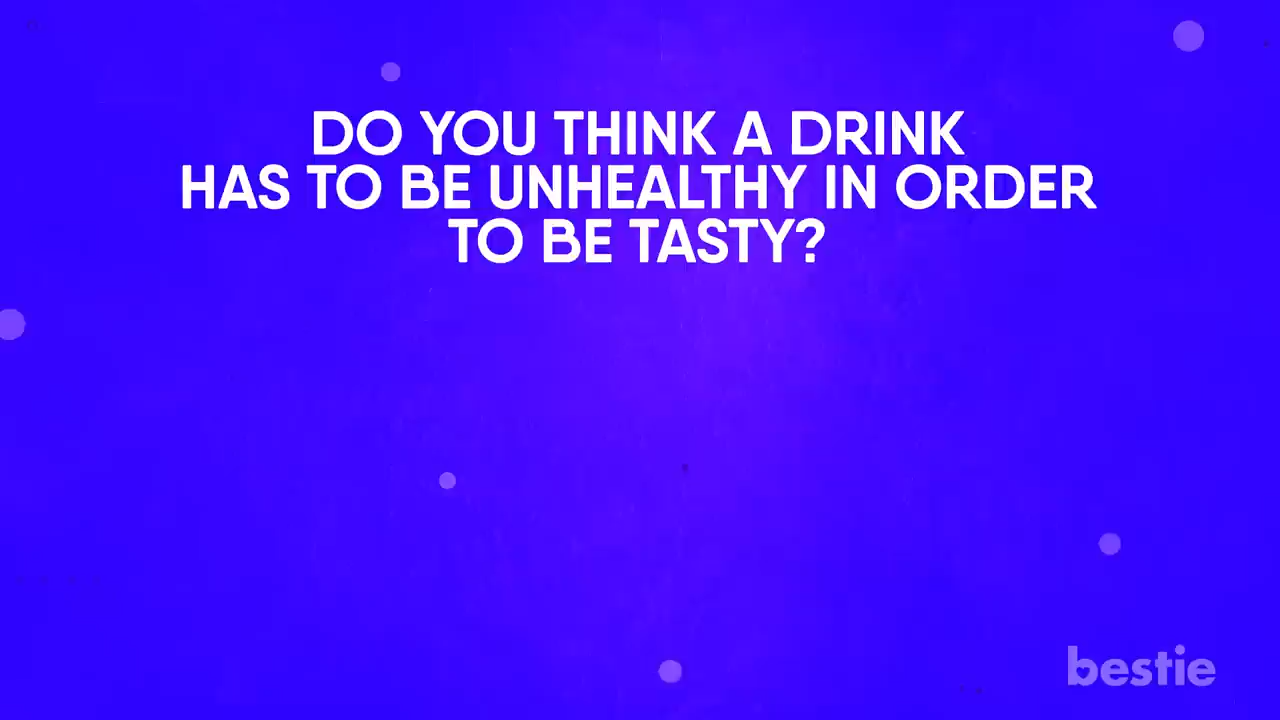 DO YOU THINK A DRINK
HAS TO BE UNHEALTHY IN ORDER
TO BE TASTY?
bestie